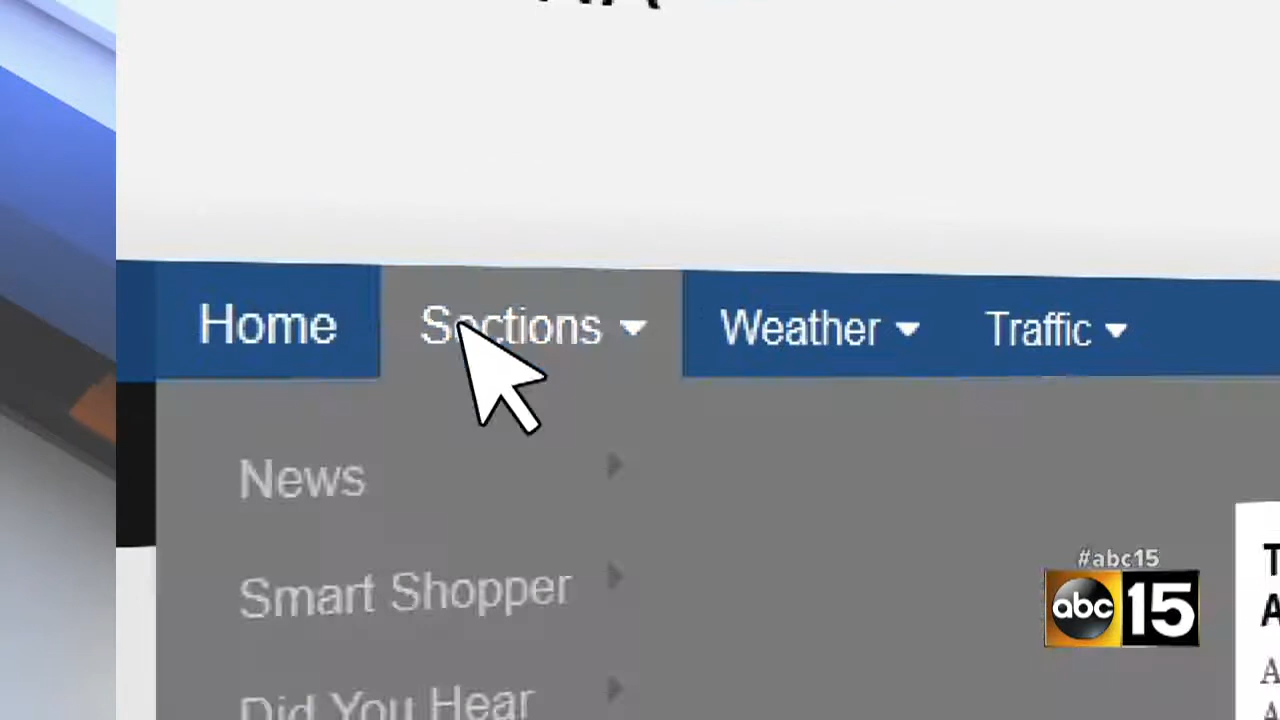 Home Sections Weather Traffic
News
Smart Shopper
Did You Hear
#abc15
abc 15